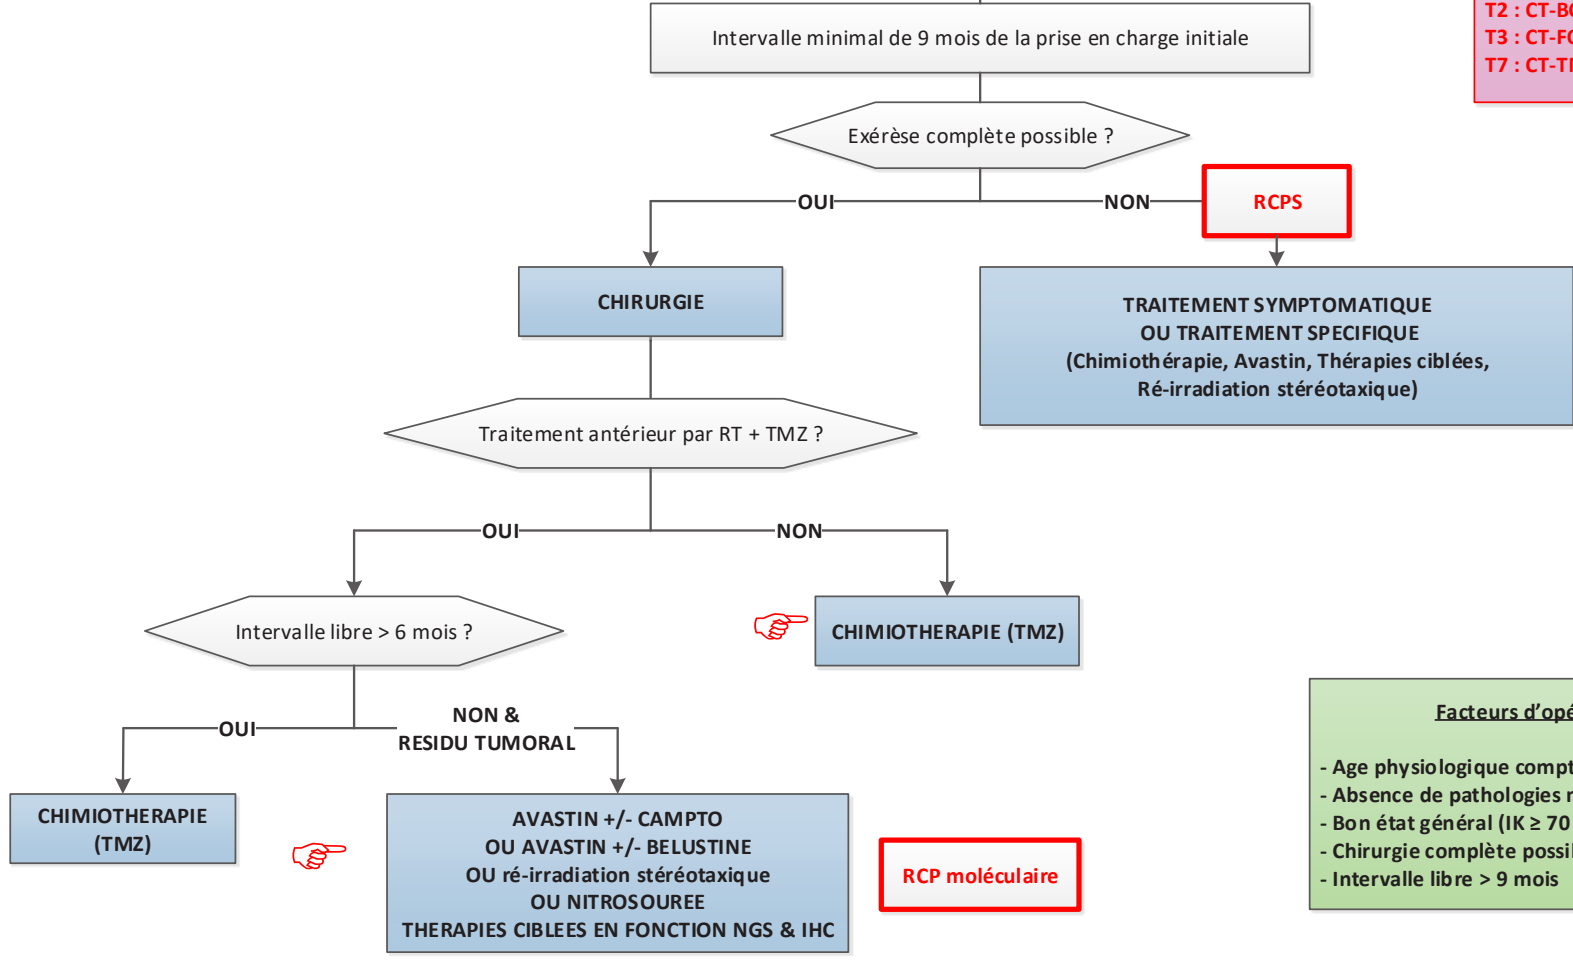 Intervalle minimal de 9 mois de la prise en charge initiale
T2 : CT-B
T3 : CT-F
T7 : CT-T
Exérèse complète possible ?
OUI
NON
RCPS
CHIRURGIE
TRAITEMENT SYMPTOMATIQUE
OU TRAITEMENT SPECIFIQUE
(Chimiothérapie, Avastin, Thérapies ciblées,
Ré-irradiation stéréotaxique)
Traitement antérieur par RT + TMZ ?
OUI
NON
Intervalle libre > 6 mois ?
CHIMIOTHERAPIE (TMZ)
OUI
NON &
RESIDU TUMORAL
CHIMIOTHERAPIE
(TMZ)
AVASTIN +/- CAMPTO
OU AVASTIN +/- BELUSTINE
OU ré-irradiation stéréotaxique
OU NITROSOUREE
THERAPIES CIBLEES EN FONCTION NGS & IHC
RCP moléculaire
Facteurs d’opé
- Age physiologique compt
- Absence de pathologies
- Bon état général (IK ≥ 70
- Chirurgie complète possi
- Intervalle libre > 9 mois